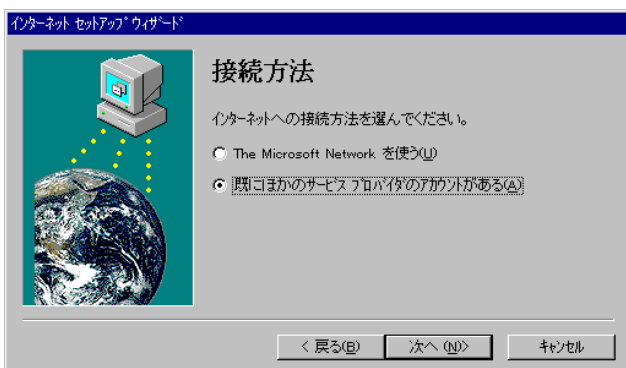 インターネット セットアップ ウィザード
接続方法
インターネットへの接続方法を選んでください。
The Microsoft Network を使う(U)
既にほかのサービス プロバイダのアカウントがある(A)
< 戻る(B) 次へ (N)> キャンセル